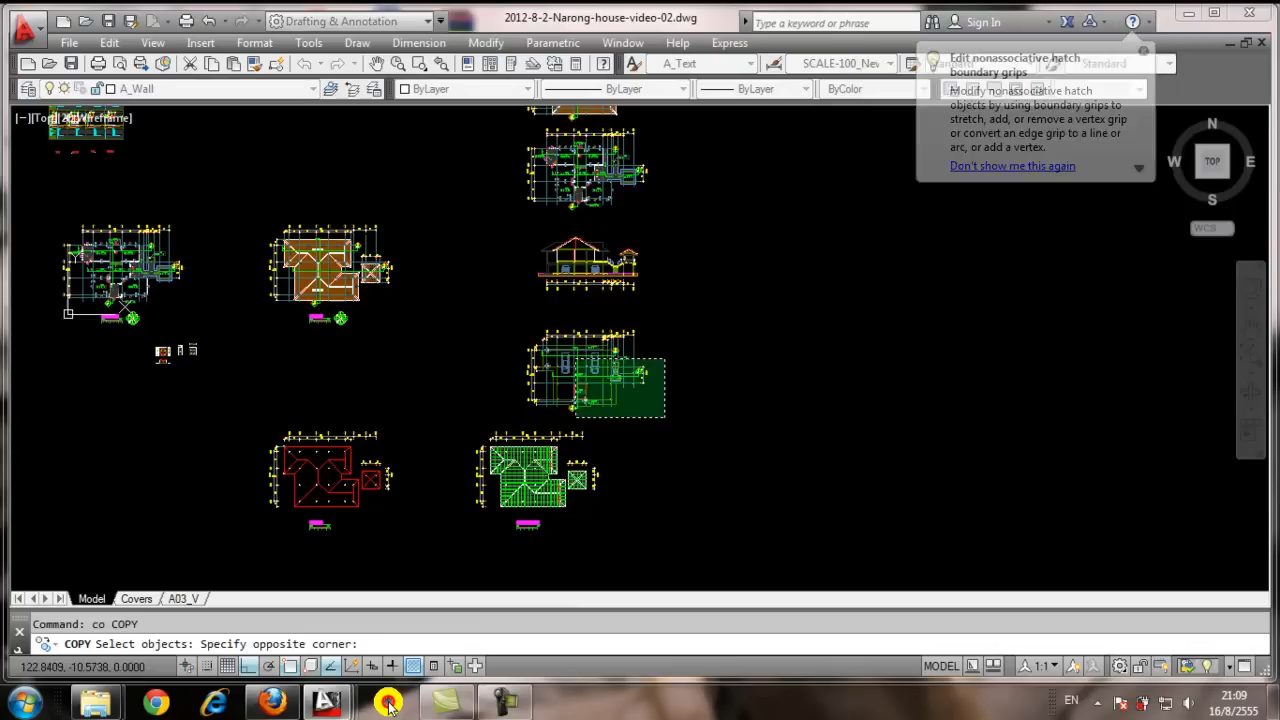 Drafting & Annotation
2012-8-2-Narong-house-video-02.dwg
Type a keyword or phrase
Sign In
File Edit View Insert Format Tools Draw Dimension Modify Parametric Window Help Express
A_Text
SCALE-100_Nev
Standard
A_Wall
ByLayer
ByLayer
ByLayer
ByColor
Edit nonassociative hatch
boundary grips
Modify nonassociative hatch
objects by using boundary grips to
stretch, add, or remove a vertex grip
or convert an edge grip to a line or
arc, or add a vertex.
Don't show me this again
N
W TOP E
S
WCS
Model Covers A03_V
Command: co COPY
COPY Select objects: Specify opposite corner:
122.8409, -10.5738, 0.0000
MODEL
1:1
EN
21:09
16/8/2555